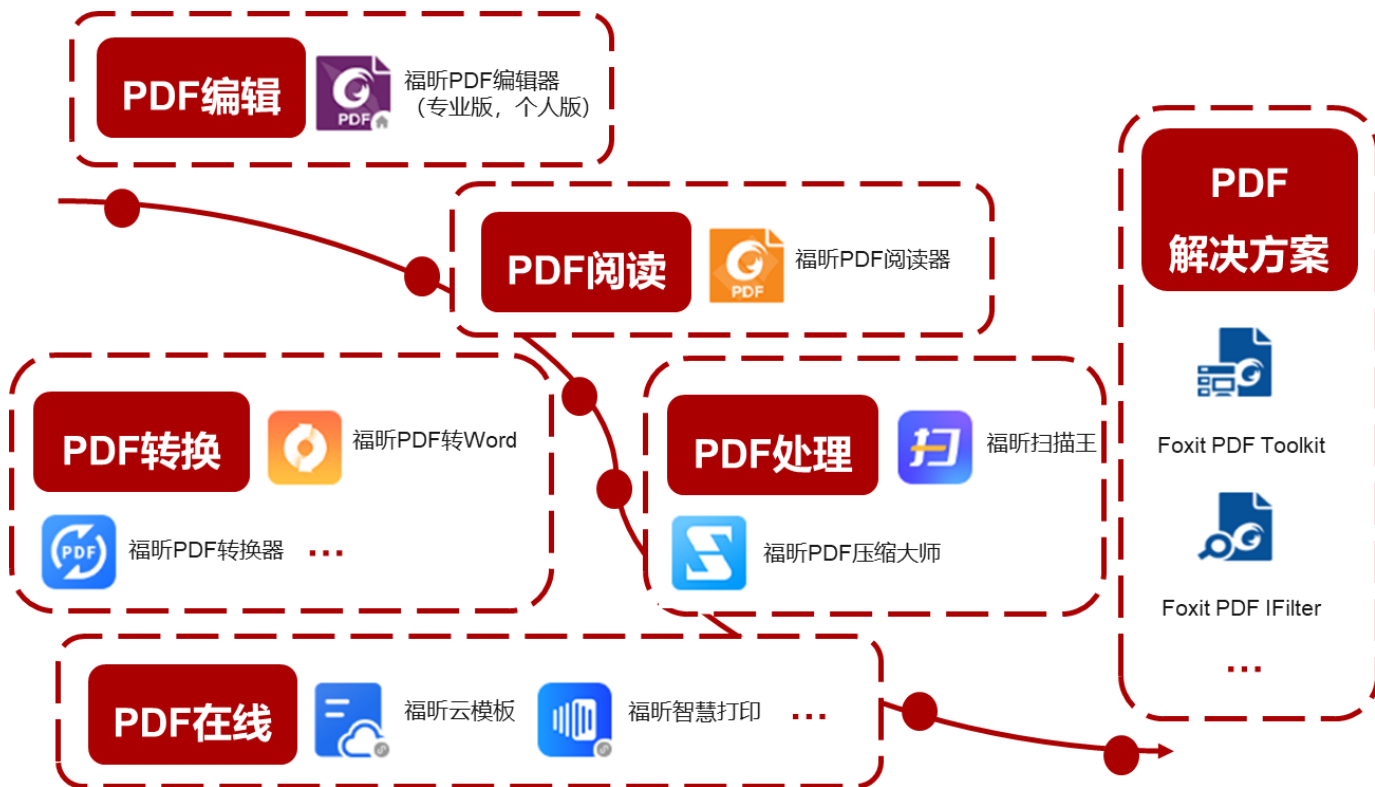 PDF编辑
PDF
福昕PDF编辑器
（专业版，个人版）
PDF阅读
PDF
福昕PDF阅读器
PDF
解决方案
Foxit PDF Toolkit
Foxit PDF IFilter
...
PDF转换
福昕PDF转Word
PDF
福昕PDF转换器
...
PDF处理
扫
福昕扫描王
福昕PDF压缩大师
PDF在线
福昕云模板
福昕智慧打印
...